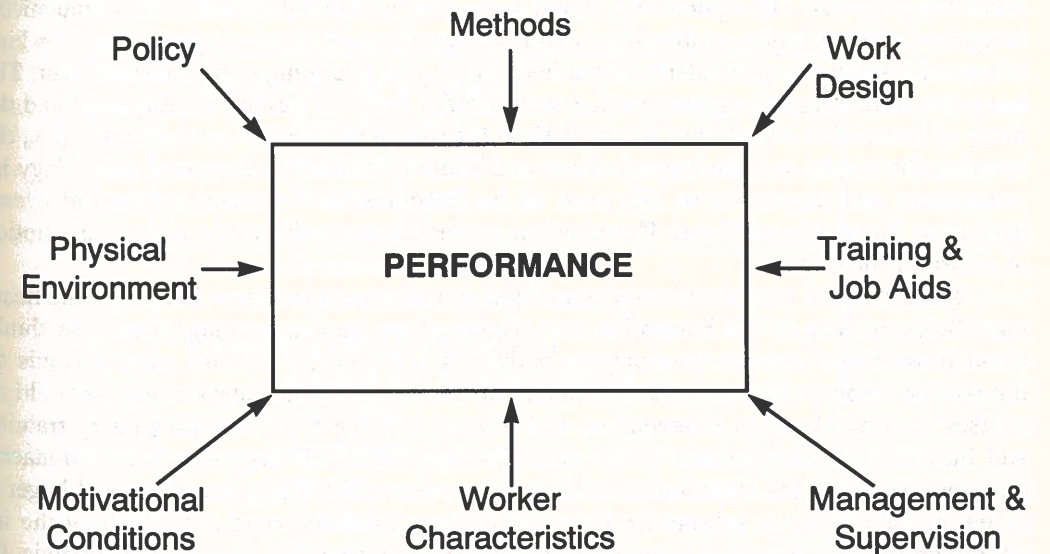 Methods
Policy
Work
Design
Physical
Environment
PERFORMANCE
Training &
Job Aids
Motivational
Conditions
Worker
Characteristics
Management &
Supervision